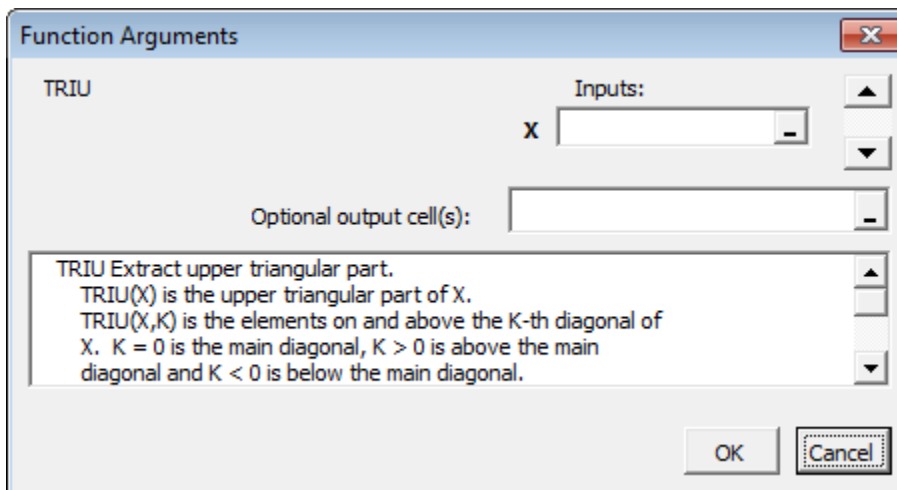 Function Arguments
TRIU
Inputs:
X
Optional output cell(s):
TRIU Extract upper triangular part.
TRIU(X) is the upper triangular part of X.
TRIU(X,K) is the elements on and above the K-th diagonal of
X.  K = 0 is the main diagonal, K > 0 is above the main
diagonal and K < 0 is below the main diagonal.
OK
Cancel